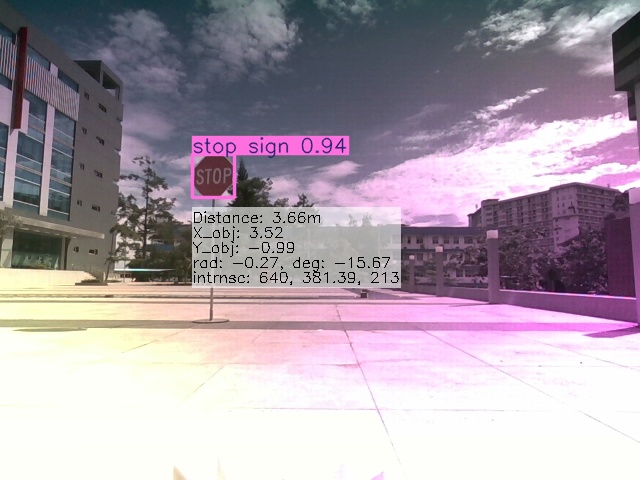 stop sign 0.94
STOP
Distance: 3.66m
X_obj: 3.52
Y_obj: -0.99
rad: -0.27, deg: -15.67
intrnsc: 640, 381.39, 213